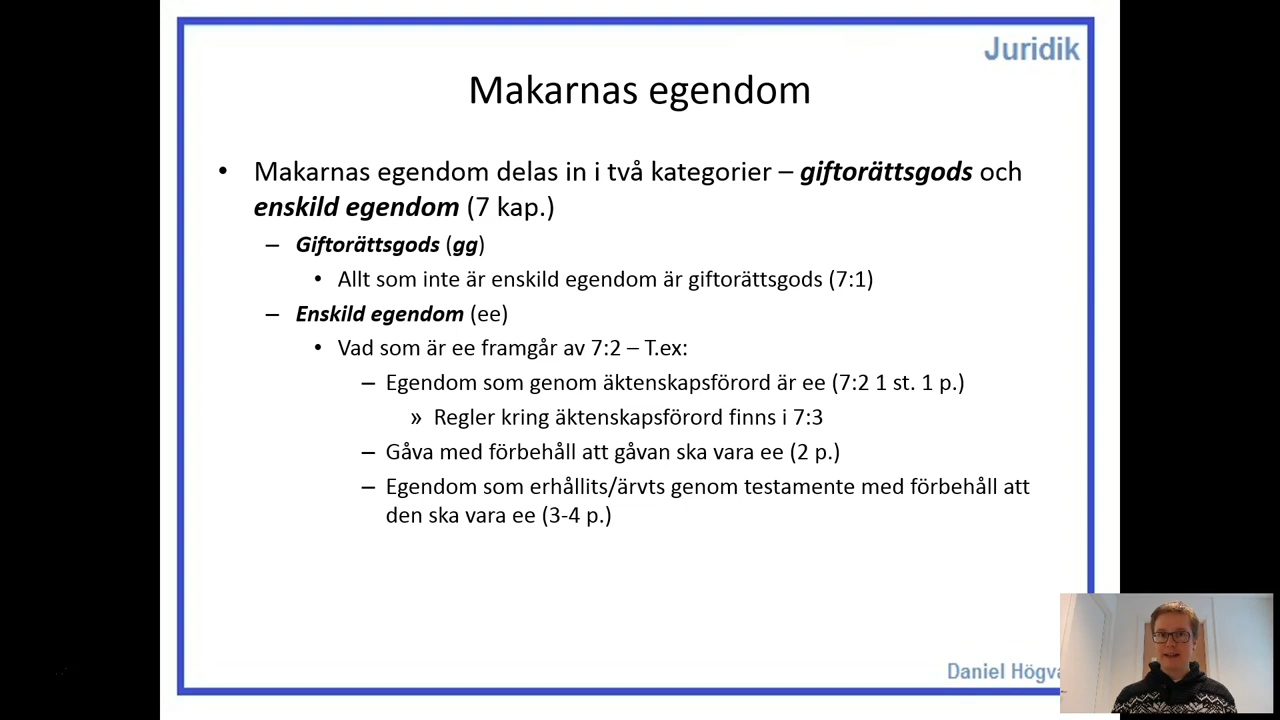 Juridik
Makarnas egendom
• Makarnas egendom delas in i två kategorier – giftorättsgods och
enskild egendom (7 kap.)
– Giftorättsgods (gg)
• Allt som inte är enskild egendom är giftorättsgods (7:1)
– Enskild egendom (ee)
• Vad som är ee framgår av 7:2 – T.ex:
– Egendom som genom äktenskapsförord är ee (7:2 1 st. 1 p.)
» Regler kring äktenskapsförord finns i 7:3
– Gåva med förbehåll att gåvan ska vara ee (2 p.)
– Egendom som erhållits/ärvts genom testamente med förbehåll att
den ska vara ee (3-4 p.)
Daniel